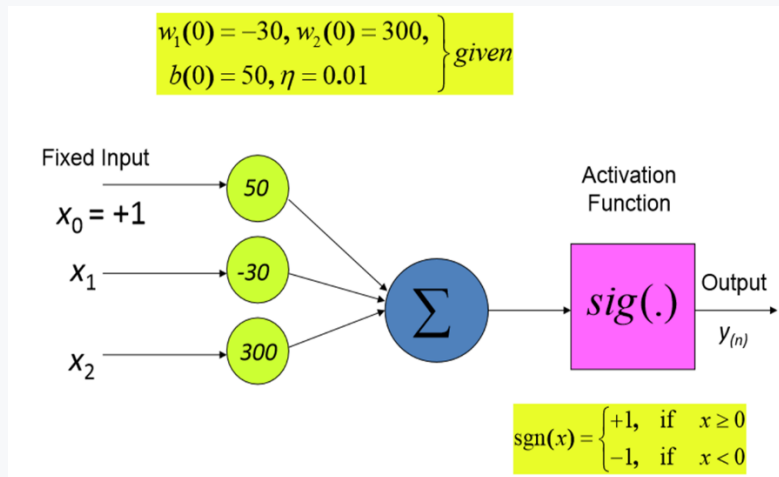 w₁(0) = –30, w₂(0) = 300,
b(0) = 50, η = 0.01
} given
Fixed Input
x₀ = +1
x₁
x₂
50
-30
300
Σ
Activation
Function
sig(.)
Output
y₍ₙ₎
sgn(x) = { +1, if x ≥ 0
–1, if x < 0